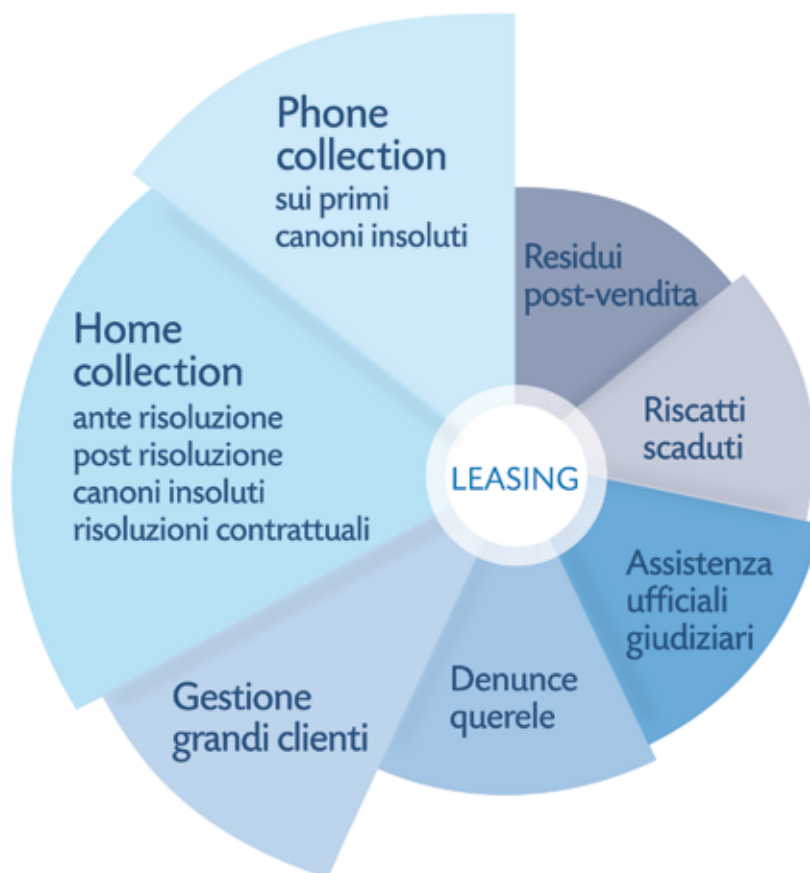 Phone
collection
sui primi
canoni insoluti
Residui
post-vendita
Home
collection
ante risoluzione
post risoluzione
canoni insoluti
risoluzioni contrattuali
Riscatti
scaduti
LEASING
Assistenza
ufficiali
giudiziari
Gestione
grandi clienti
Denunce
querele